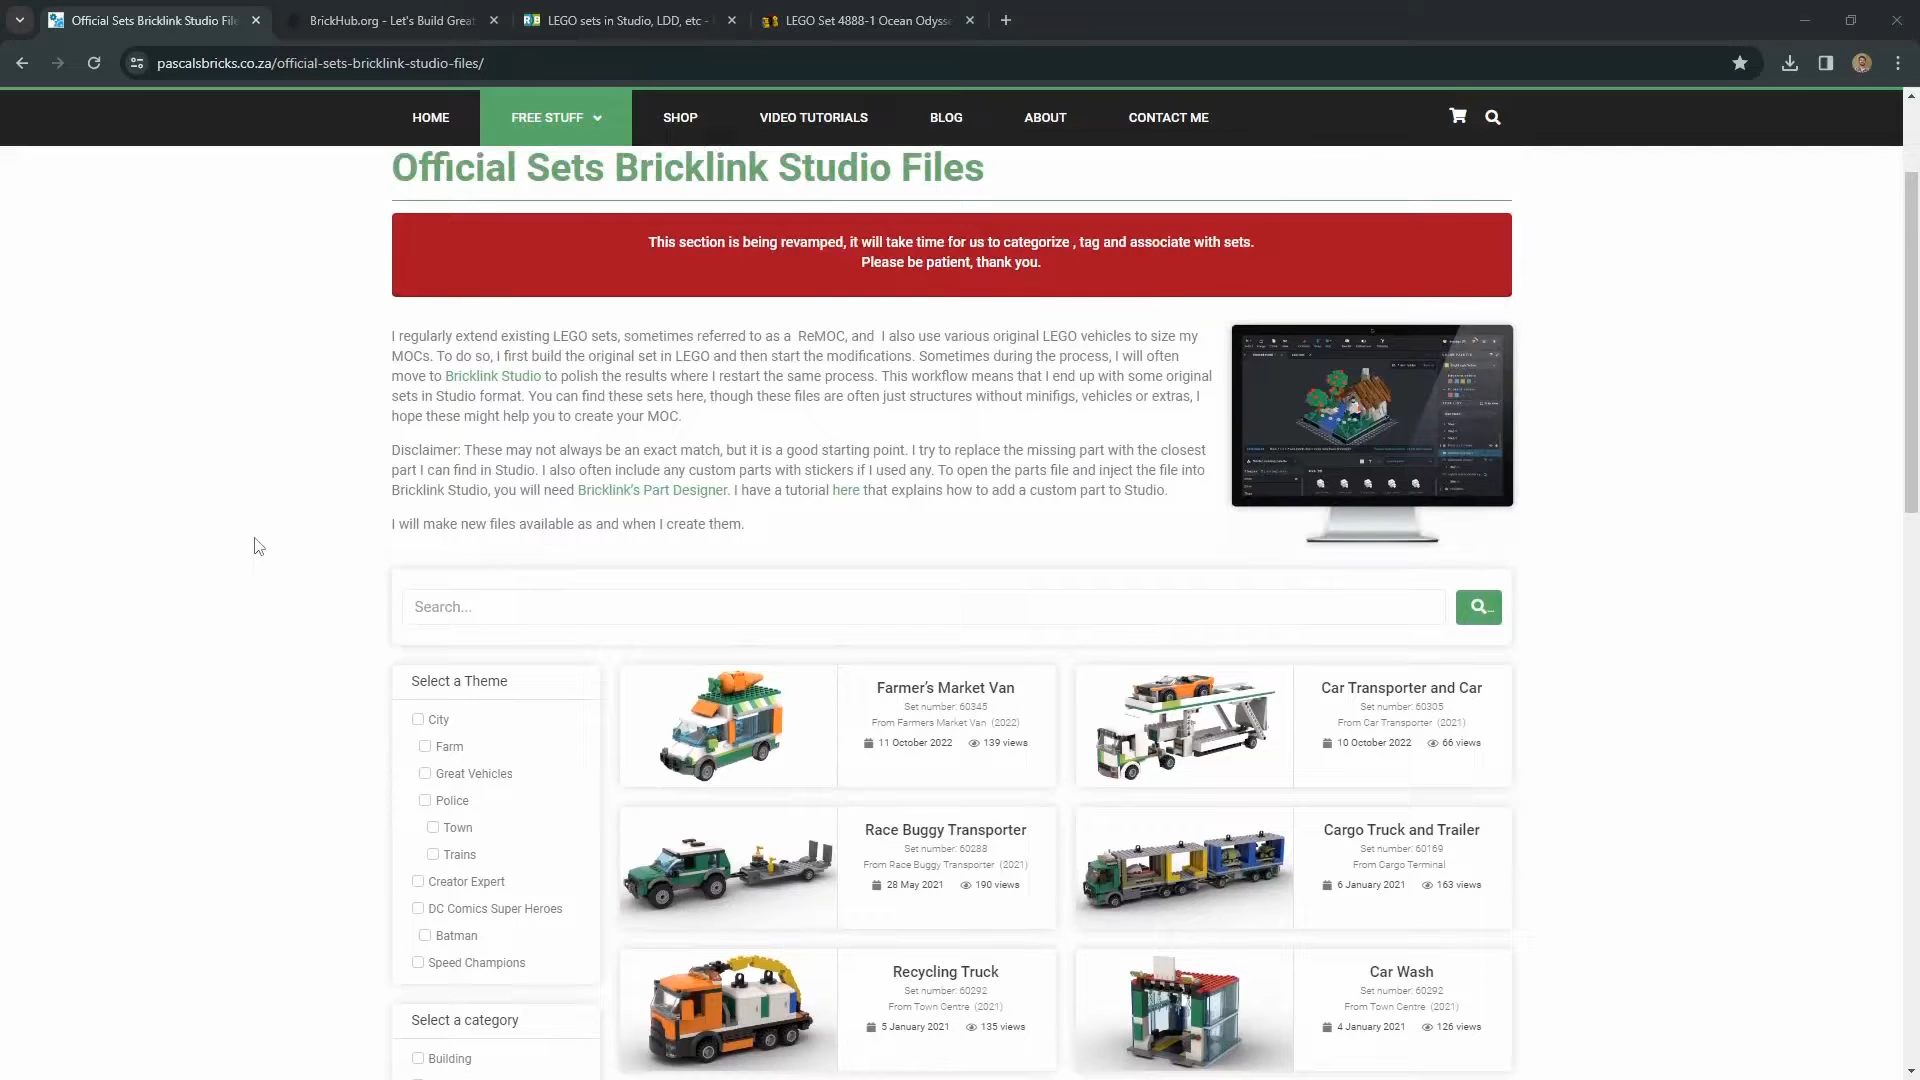 Official Sets Bricklink Studio File
BrickHub.org - Let's Build Great
LEGO sets in Studio, LDD, etc -
LEGO Set 4888-1 Ocean Odysse
pascalsbricks.co.za/official-sets-bricklink-studio-files/
HOME
FREE STUFF
SHOP
VIDEO TUTORIALS
BLOG
ABOUT
CONTACT ME
Official Sets Bricklink Studio Files
This section is being revamped, it will take time for us to categorize , tag and associate with sets.
Please be patient, thank you.
I regularly extend existing LEGO sets, sometimes referred to as a ReMOC, and I also use various original LEGO vehicles to size my
MOCs. To do so, I first build the original set in LEGO and then start the modifications. Sometimes during the process, I will often
move to Bricklink Studio to polish the results where I restart the same process. This workflow means that I end up with some original
sets in Studio format. You can find these sets here, though these files are often just structures without minifigs, vehicles or extras, I
hope these might help you to create your MOC.
Disclaimer: These may not always be an exact match, but it is a good starting point. I try to replace the missing part with the closest
part I can find in Studio. I also often include any custom parts with stickers if I used any. To open the parts file and inject the file into
Bricklink Studio, you will need Bricklink's Part Designer. I have a tutorial here that explains how to add a custom part to Studio.
I will make new files available as and when I create them.
Search...
Select a Theme
City
Farm
Great Vehicles
Police
Town
Trains
Creator Expert
DC Comics Super Heroes
Batman
Speed Champions
Select a category
Building
Farmer's Market Van
Set number: 60345
From Farmers Market Van (2022)
11 October 2022 139 views
Car Transporter and Car
Set number: 60305
From Car Transporter (2021)
10 October 2022 66 views
Race Buggy Transporter
Set number: 60288
From Race Buggy Transporter (2021)
28 May 2021 190 views
Cargo Truck and Trailer
Set number: 60169
From Cargo Terminal
6 January 2021 163 views
Recycling Truck
Set number: 60292
From Town Centre (2021)
5 January 2021 135 views
Car Wash
Set number: 60292
From Town Centre (2021)
4 January 2021 126 views